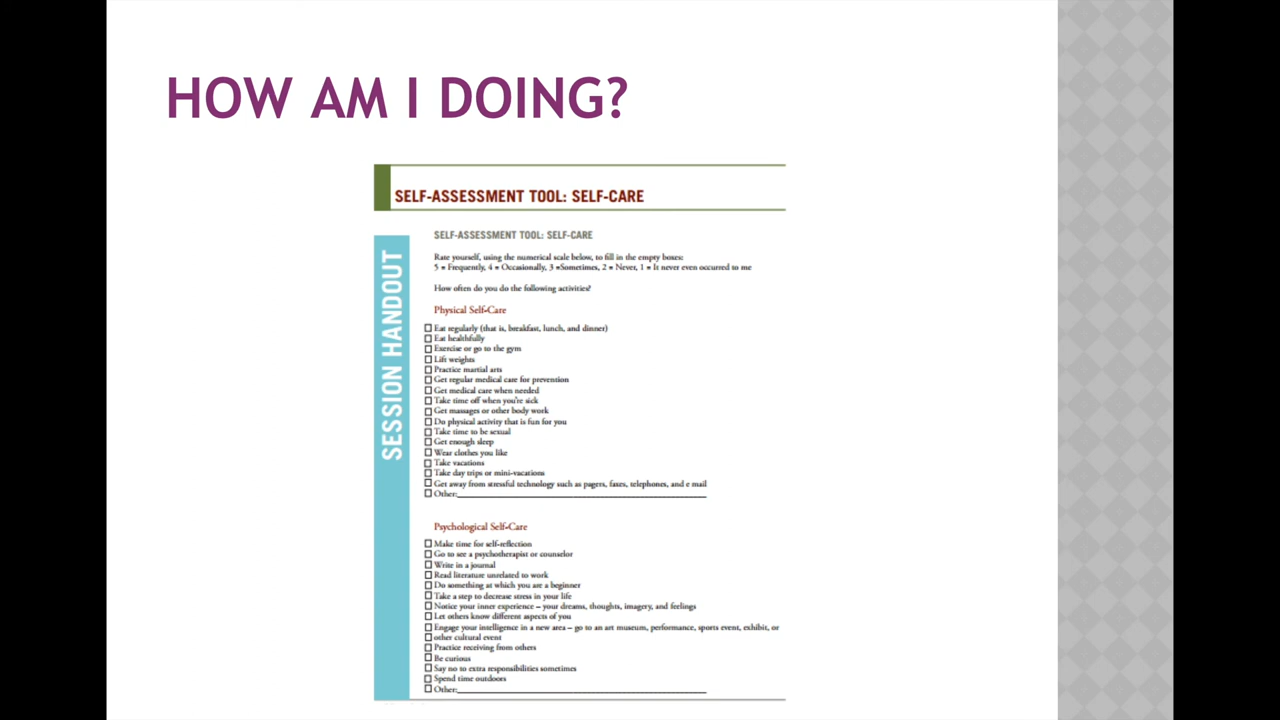 HOW AM I DOING?
SELF-ASSESSMENT TOOL: SELF-CARE
SESSION HANDOUT
SELF-ASSESSMENT TOOL: SELF-CARE
Rate yourself, using the numerical scale below, to fill in the empty boxes:
5 = Frequently, 4 = Occasionally, 3 =Sometimes, 2 = Never, 1 = It never even occurred to me
How often do you do the following activities?
Physical Self-Care
Eat regularly (that is, breakfast, lunch, and dinner)
Eat healthfully
Exercise or go to the gym
Lift weights
Practice martial arts
Get regular medical care for prevention
Get medical care when needed
Take time off when you're sick
Get massages or other body work
Do physical activity that is fun for you
Take time to be sexual
Get enough sleep
Wear clothes you like
Take vacations
Take day trips or mini-vacations
Get away from stressful technology such as pagers, faxes, telephones, and e mail
Other:
Psychological Self-Care
Make time for self-reflection
Go to see a psychotherapist or counselor
Write in a journal
Read literature unrelated to work
Do something at which you are a beginner
Take a step to decrease stress in your life
Notice your inner experience – your dreams, thoughts, imagery, and feelings
Let others know different aspects of you
Engage your intelligence in a new area – go to an art museum, performance, sports event, exhibit, or
other cultural event
Practice receiving from others
Be curious
Say no to extra responsibilities sometimes
Spend time outdoors
Other: